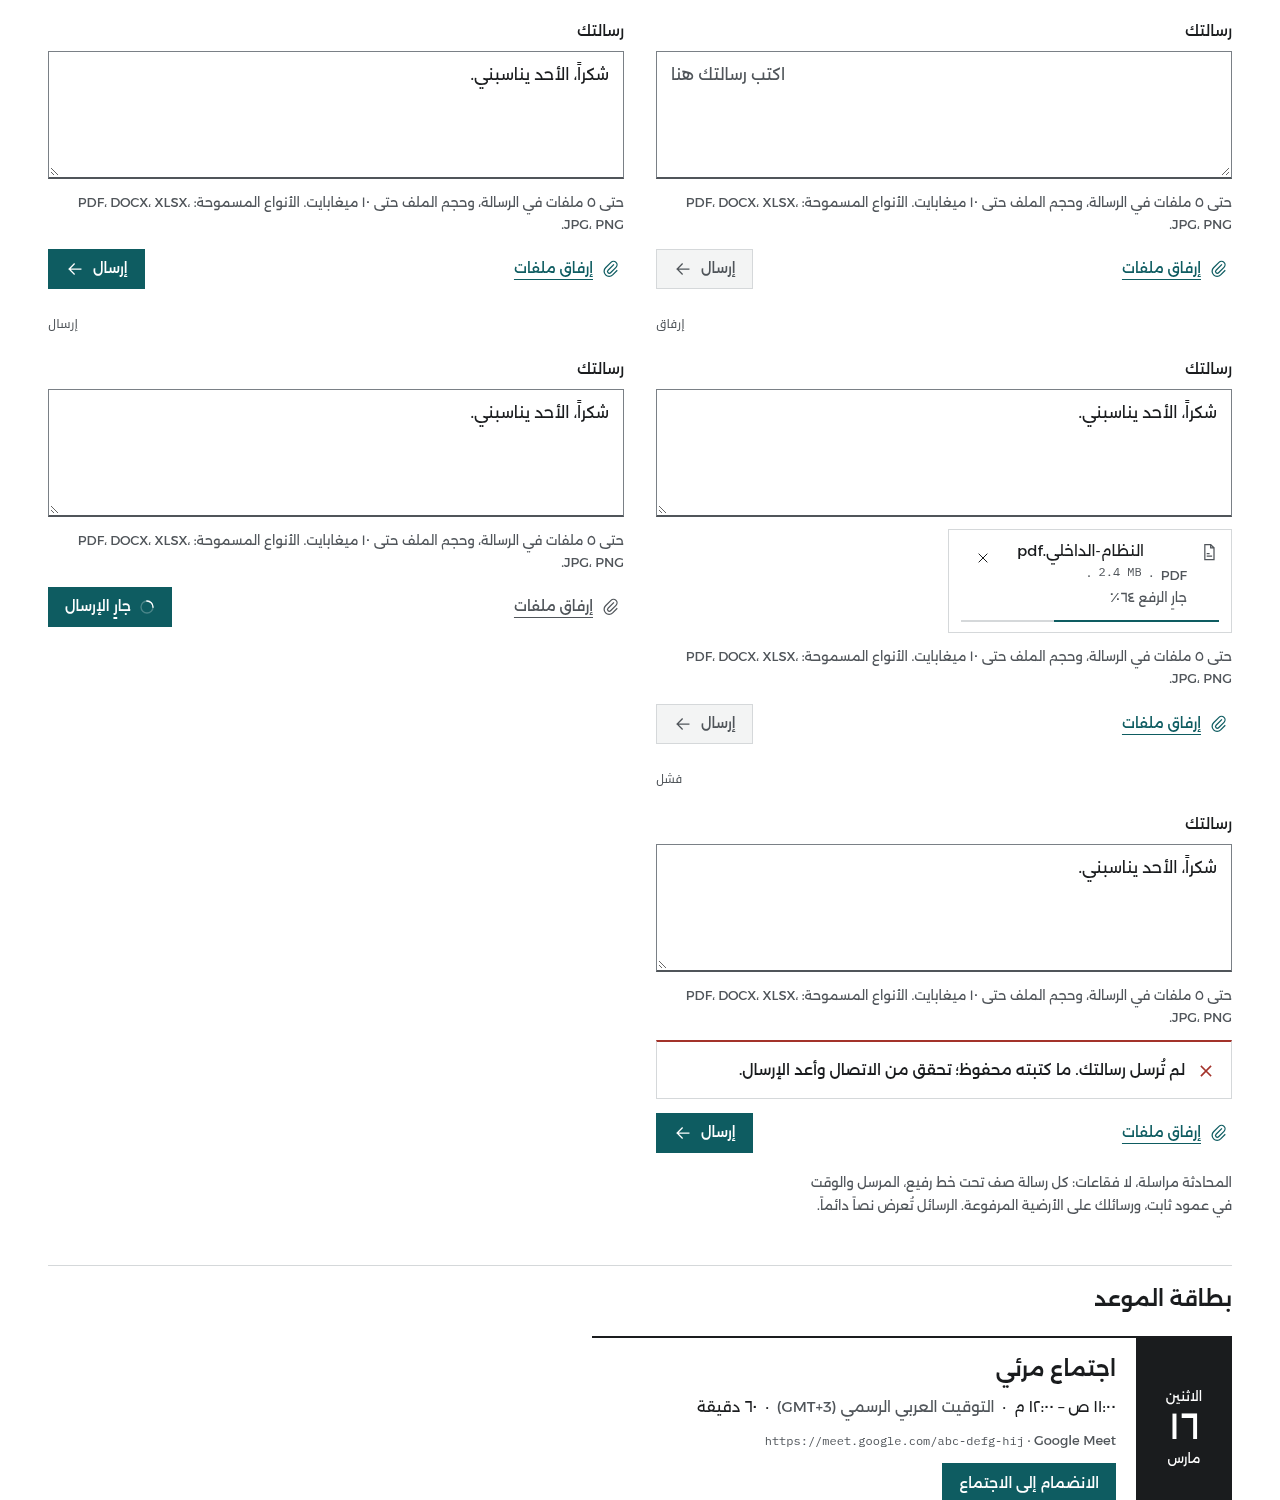 رسالتك
اكتب رسالتك هنا
حتى ٥ ملفات في الرسالة، وحجم الملف حتى ١٠ ميغابايت. الأنواع المسموحة: PDF، DOCX، XLSX،
JPG، PNG.
إرفاق ملفات
إرسال
رسالتك
شكراً، الأحد يناسبني.
حتى ٥ ملفات في الرسالة، وحجم الملف حتى ١٠ ميغابايت. الأنواع المسموحة: PDF، DOCX، XLSX،
JPG، PNG.
إرفاق ملفات
إرسال
إرفاق
رسالتك
شكراً، الأحد يناسبني.
النظام-الداخلي.pdf
PDF · 2.4 MB ·
جارٍ الرفع ٦٤٪
حتى ٥ ملفات في الرسالة، وحجم الملف حتى ١٠ ميغابايت. الأنواع المسموحة: PDF، DOCX، XLSX،
JPG، PNG.
إرفاق ملفات
إرسال
إرسال
رسالتك
شكراً، الأحد يناسبني.
حتى ٥ ملفات في الرسالة، وحجم الملف حتى ١٠ ميغابايت. الأنواع المسموحة: PDF، DOCX، XLSX،
JPG، PNG.
إرفاق ملفات
جارٍ الإرسال
فشل
رسالتك
شكراً، الأحد يناسبني.
حتى ٥ ملفات في الرسالة، وحجم الملف حتى ١٠ ميغابايت. الأنواع المسموحة: PDF، DOCX، XLSX،
JPG، PNG.
لم تُرسل رسالتك. ما كتبته محفوظ؛ تحقق من الاتصال وأعد الإرسال.
إرفاق ملفات
إرسال
المحادثة مراسلة، لا فقاعات: كل رسالة صف تحت خط رفيع، المرسل والوقت
في عمود ثابت، ورسائلك على الأرضية المرفوعة. الرسائل تُعرض نصاً دائماً.
بطاقة الموعد
الاثنين
١٦
مارس
اجتماع مرئي
١١:٠٠ ص – ١٢:٠٠ م · التوقيت العربي الرسمي (GMT+3) · ٦٠ دقيقة
Google Meet · https://meet.google.com/abc-defg-hij
الانضمام إلى الاجتماع